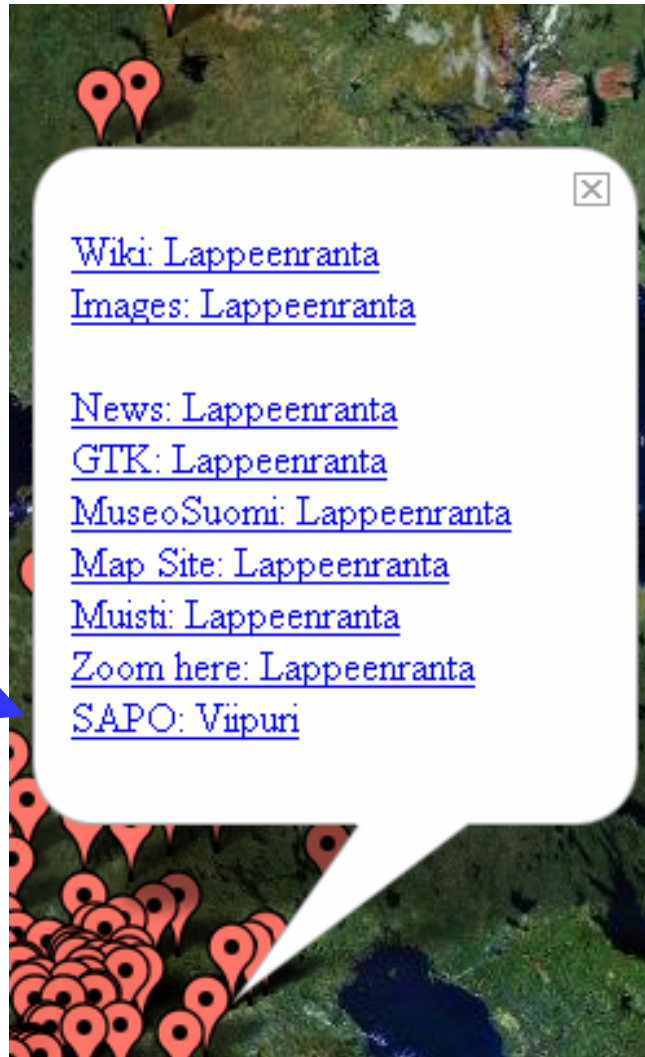 Wiki: Lappeenranta
Images: Lappeenranta
News: Lappeenranta
GTK: Lappeenranta
MuseoSuomi: Lappeenranta
Map Site: Lappeenranta
Muisti: Lappeenranta
Zoom here: Lappeenranta
SAPO: Viipuri